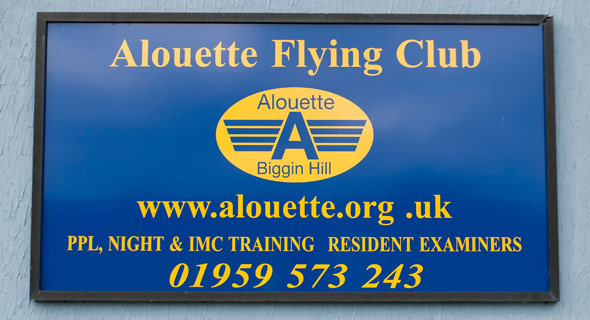 Alouette Flying Club
Alouette
A
Biggin Hill
www.alouette.org .uk
PPL, NIGHT & IMC TRAINING RESIDENT EXAMINERS
01959 573 243